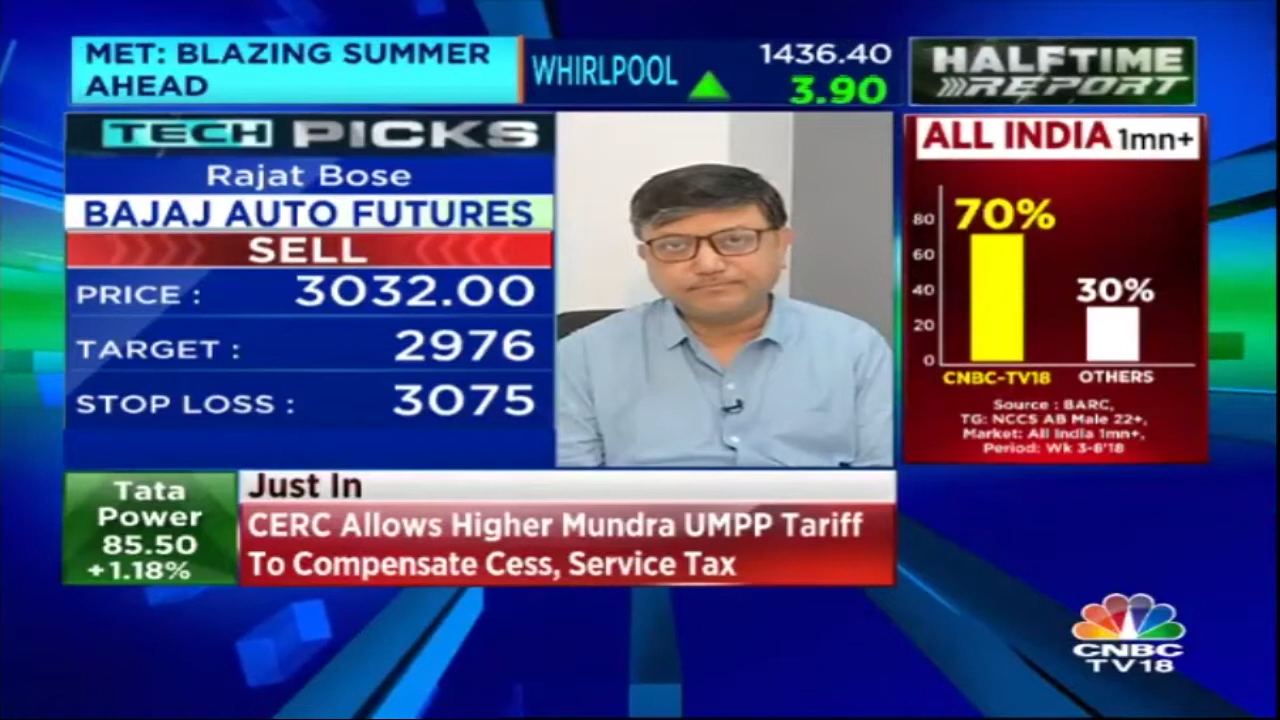 MET: BLAZING SUMMER
AHEAD
WHIRLPOOL
1436.40
3.90
HALFTIME
REPORT
TECH PICKS
Rajat Bose
BAJAJ AUTO FUTURES
SELL
PRICE : 3032.00
TARGET : 2976
STOP LOSS : 3075
ALL INDIA 1mn+
80
60
40
20
0
70%
30%
CNBC-TV18
OTHERS
Source : BARC,
TG: NCCS AB Male 22+,
Market: All India 1mn+,
Period: Wk 3-6'18
Tata
Power
85.50
+1.18%
Just In
CERC Allows Higher Mundra UMPP Tariff
To Compensate Cess, Service Tax
CNBC
TV18